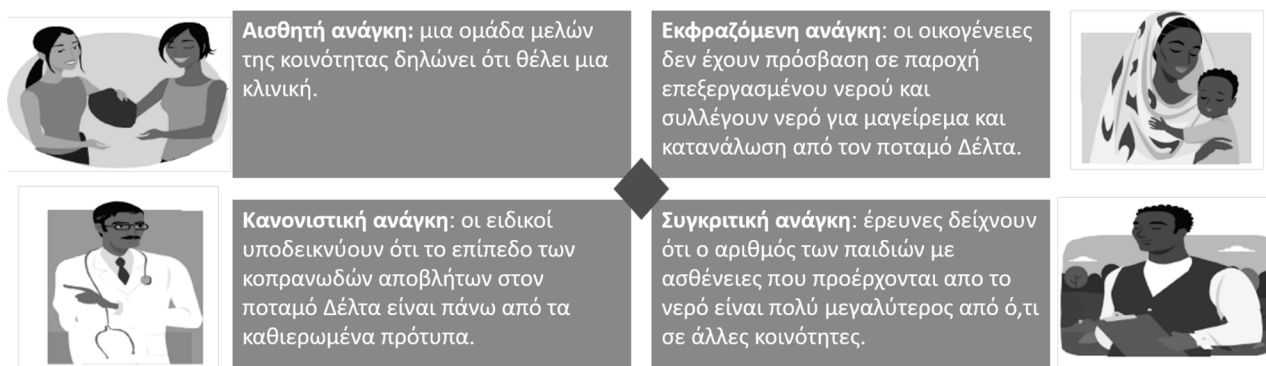 Αισθητή ανάγκη: μια ομάδα μελών
της κοινότητας δηλώνει ότι θέλει μια
κλινική.
Εκφραζόμενη ανάγκη: οι οικογένειες
δεν έχουν πρόσβαση σε παροχή
επεξεργασμένου νερού και
συλλέγουν νερό για μαγείρεμα και
κατανάλωση από τον ποταμό Δέλτα.
Κανονιστική ανάγκη: οι ειδικοί
υποδεικνύουν ότι το επίπεδο των
κοπρανωδών αποβλήτων στον
ποταμό Δέλτα είναι πάνω από τα
καθιερωμένα πρότυπα.
Συγκριτική ανάγκη: έρευνες δείχνουν
ότι ο αριθμός των παιδιών με
ασθένειες που προέρχονται απο το
νερό είναι πολύ μεγαλύτερος από ό,τι
σε άλλες κοινότητες.